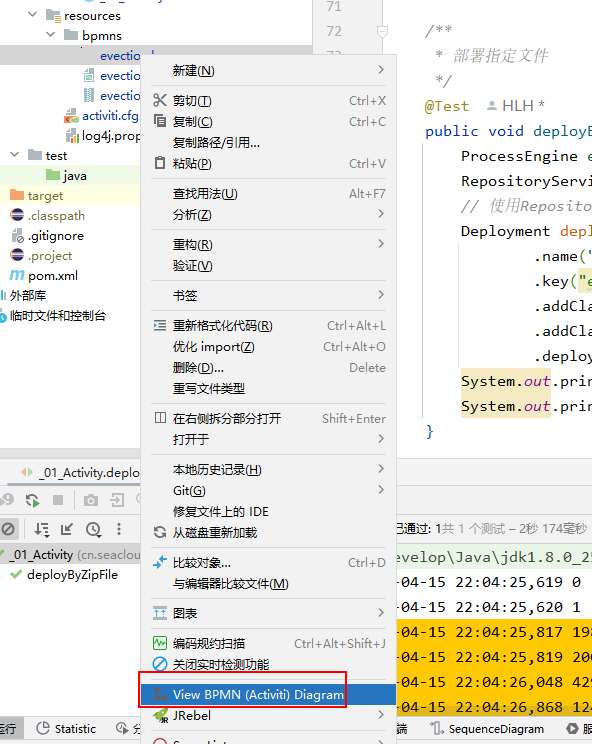 resources
bpmns
evection
evectio
evectio
activiti.cfg
log4j.prop
test
java
target
.classpath
.gitignore
.project
pom.xml
外部库
临时文件和控制台
新建(N)
剪切(T) Ctrl+X
复制(C) Ctrl+C
复制路径/引用...
粘贴(P) Ctrl+V
查找用法(U) Alt+F7
分析(Z)
重构(R)
验证(V)
书签
重新格式化代码(R) Ctrl+Alt+L
优化 import(Z) Ctrl+Alt+O
删除(D)... Delete
重写文件类型
在右侧拆分部分打开 Shift+Enter
打开于
本地历史记录(H)
Git(G)
修复文件上的 IDE
从磁盘重新加载
比较对象... Ctrl+D
与编辑器比较文件(M)
图表
编码规约扫描 Ctrl+Alt+Shift+J
关闭实时检测功能
View BPMN (Activiti) Diagram
JRebel
71
72
/**
* 部署指定文件
*/
@Test HLH *
public void deployB
ProcessEngine e
RepositoryServi
// 使用Reposito
Deployment depl
.name("
.key("e
.addCla
.addCla
.deploy
System.out.prin
System.out.prin
}
_01_Activity.deplo
_01_Activity (cn.seaclou
deployByZipFile
已通过: 1共 1 个测试 – 2秒 174毫秒
evelop\Java\jdk1.8.0_25
-04-15 22:04:25,619 0
-04-15 22:04:25,620 1
-04-15 22:04:25,817 198
-04-15 22:04:25,819 200
-04-15 22:04:26,048 429
-04-15 22:04:26,868 124
运行
Statistic
分
端
SequenceDiagram
服